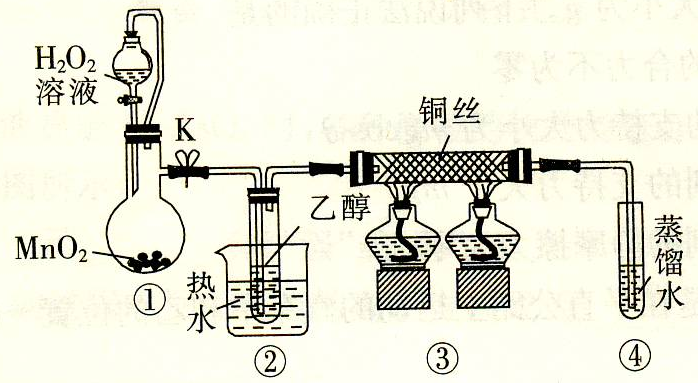 H₂O₂
溶液
K
铜丝
乙醇
MnO₂
热
水
蒸
馏
水
①
②
③
④